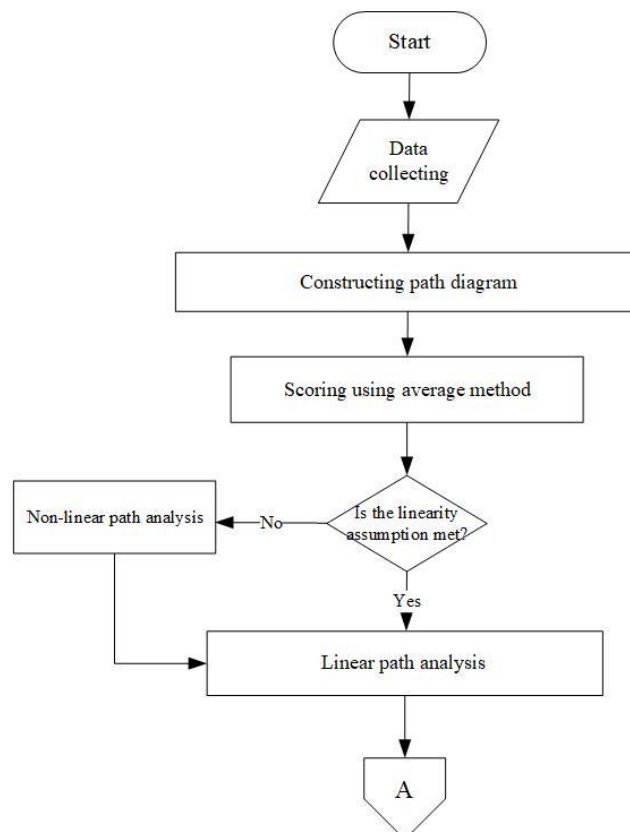 Start
Data
collecting
Constructing path diagram
Scoring using average method
Is the linearity
assumption met?
No
Non-linear path analysis
Yes
Linear path analysis
A